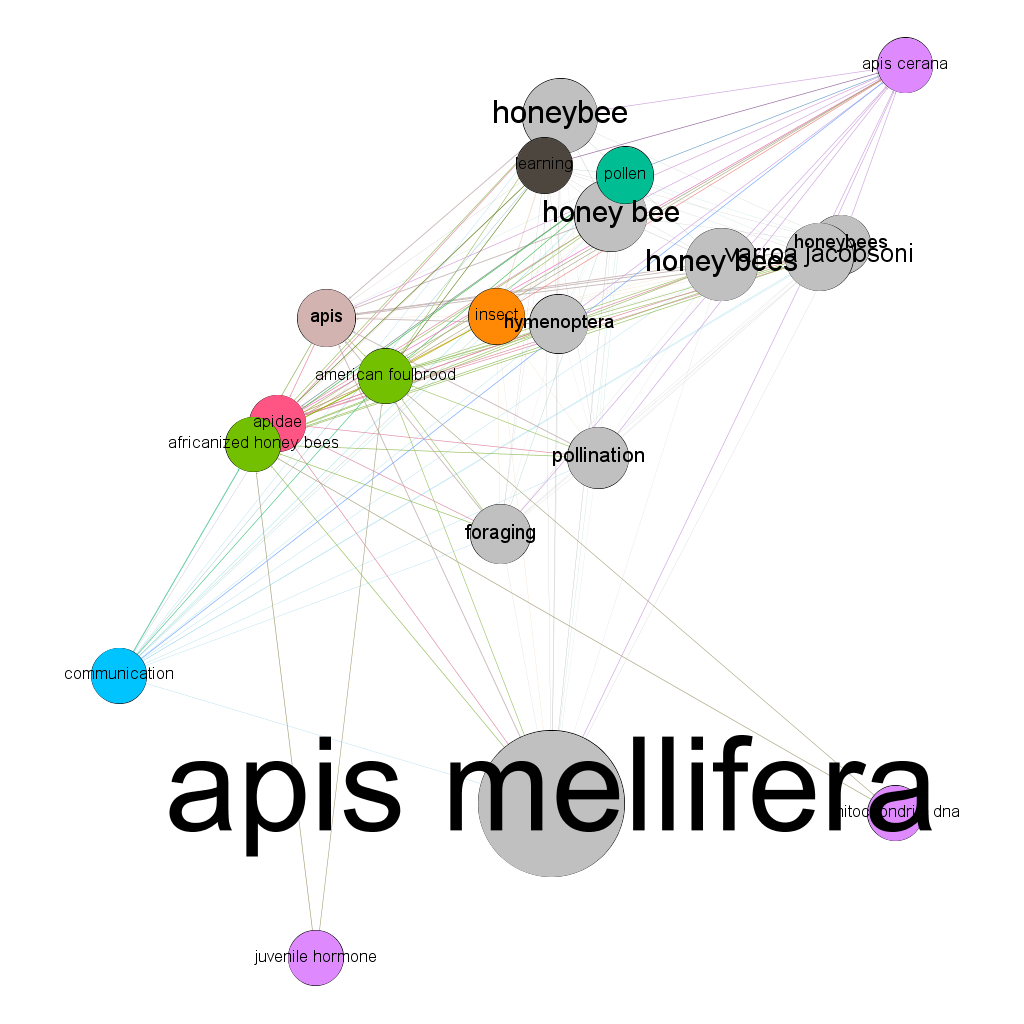 apis cerana
honeybee
learning
pollen
honey bee
honeybees
varroa jacobsoni
honey bees
apis
insect
hymenoptera
american foulbrood
apidae
africanized honey bees
pollination
foraging
communication
apis mellifera
mitochondrial dna
juvenile hormone